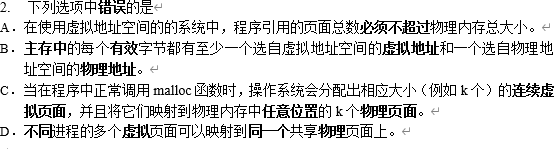 2. 下列选项中错误的是
A．在使用虚拟地址空间的的系统中，程序引用的页面总数必须不超过物理内存总大小。
B．主存中的每个有效字节都有至少一个选自虚拟地址空间的虚拟地址和一个选自物理地
址空间的物理地址。
C．当在程序中正常调用 malloc 函数时，操作系统会分配出相应大小（例如 k 个）的连续虚
拟页面，并且将它们映射到物理内存中任意位置的 k 个物理页面。
D．不同进程的多个虚拟页面可以映射到同一个共享物理页面上。